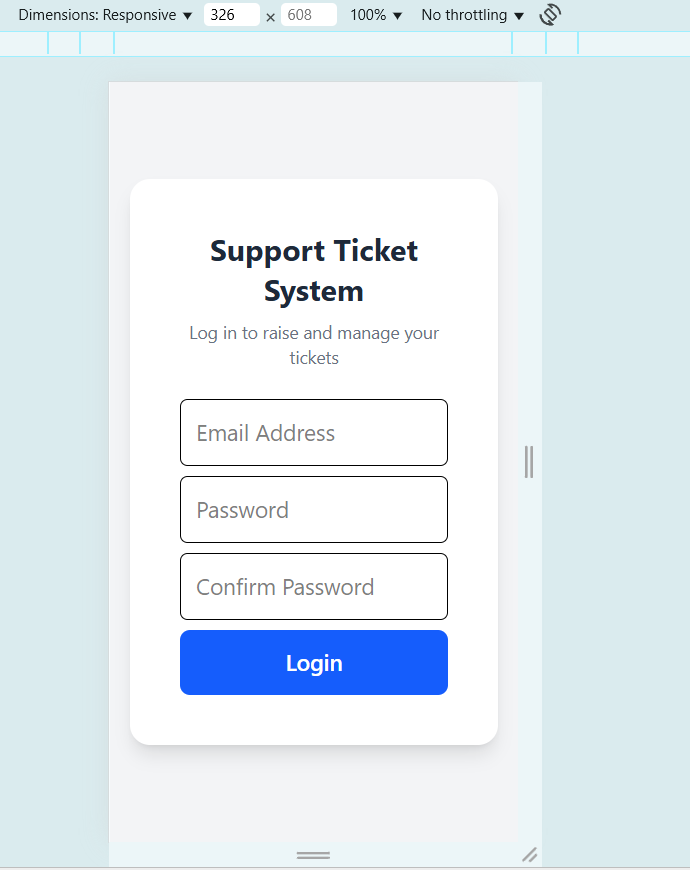 Dimensions: Responsive ▼ 326 × 608 100% ▼ No throttling ▼
Support Ticket
System
Log in to raise and manage your
tickets
Email Address
Password
Confirm Password
Login